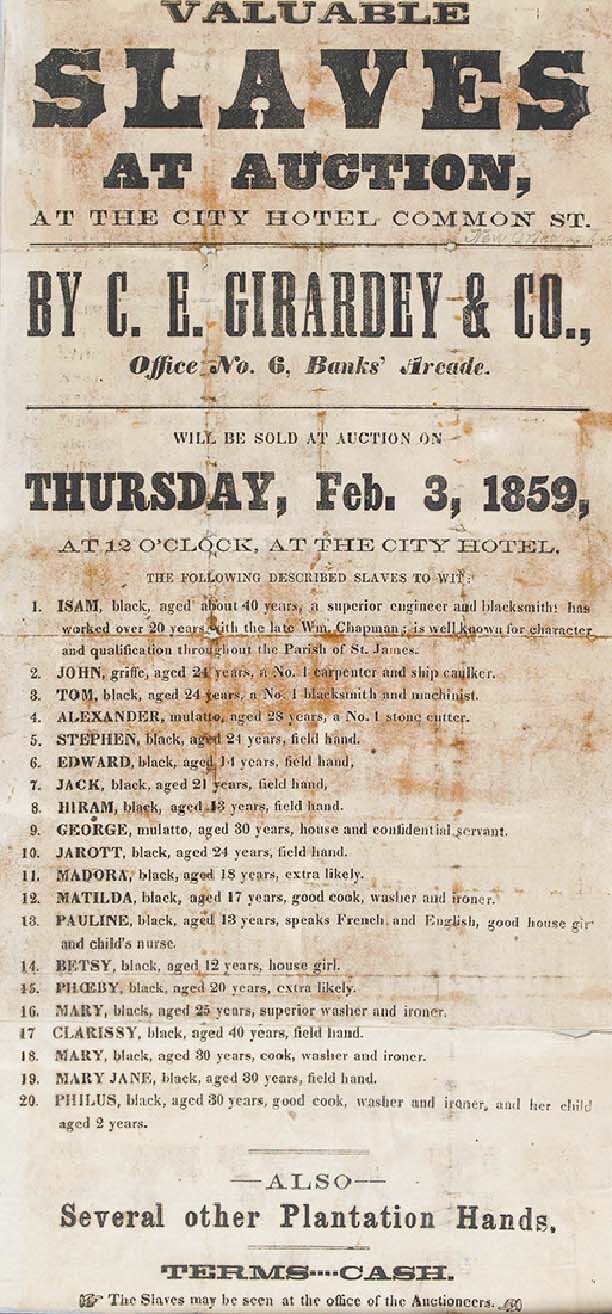 VALUABLE
SLAVES
AT AUCTION,
AT THE CITY HOTEL COMMON ST.
New Orleans
BY C. E. GIRARDEY & CO.,
Office No. 6, Banks' Arcade.
WILL BE SOLD AT AUCTION ON
THURSDAY, Feb. 3, 1859,
AT 12 O'CLOCK, AT THE CITY HOTEL.
THE FOLLOWING DESCRIBED SLAVES TO WIT:
1. ISAM, black, aged about 40 years, a superior engineer and blacksmith; has
worked over 20 years with the late Wm. Chapman; is well known for character
and qualification throughout the Parish of St. James.
2. JOHN, griffe, aged 24 years, a No. 1 carpenter and ship caulker.
3. TOM, black, aged 24 years, a No. 1 blacksmith and machinist.
4. ALEXANDER, mulatto, aged 28 years, a No. 1 stone cutter.
5. STEPHEN, black, aged 24 years, field hand.
6. EDWARD, black, aged 14 years, field hand,
7. JACK, black, aged 21 years, field hand,
8. HIRAM, black, aged 43 years, field hand.
9. GEORGE, mulatto, aged 30 years, house and confidential servant.
10. JAROTT, black, aged 24 years, field hand.
11. MADORA, black, aged 18 years, extra likely.
12. MATILDA, black, aged 17 years, good cook, washer and ironer.
13. PAULINE, black, aged 13 years, speaks French and English, good house gir
and child's nurse.
14. BETSY, black, aged 12 years, house girl.
15. PHŒBY, black, aged 20 years, extra likely.
16. MARY, black, aged 25 years, superior washer and ironer.
17 CLARISSY, black, aged 40 years, field hand.
18. MARY, black, aged 30 years, cook, washer and ironer.
19. MARY JANE, black, aged 30 years, field hand.
20. PHILUS, black, aged 30 years, good cook, washer and ironer, and her child
aged 2 years.
—ALSO—
Several other Plantation Hands.
TERMS----CASH.
☞ The Slaves may be seen at the office of the Auctioneers. ☜